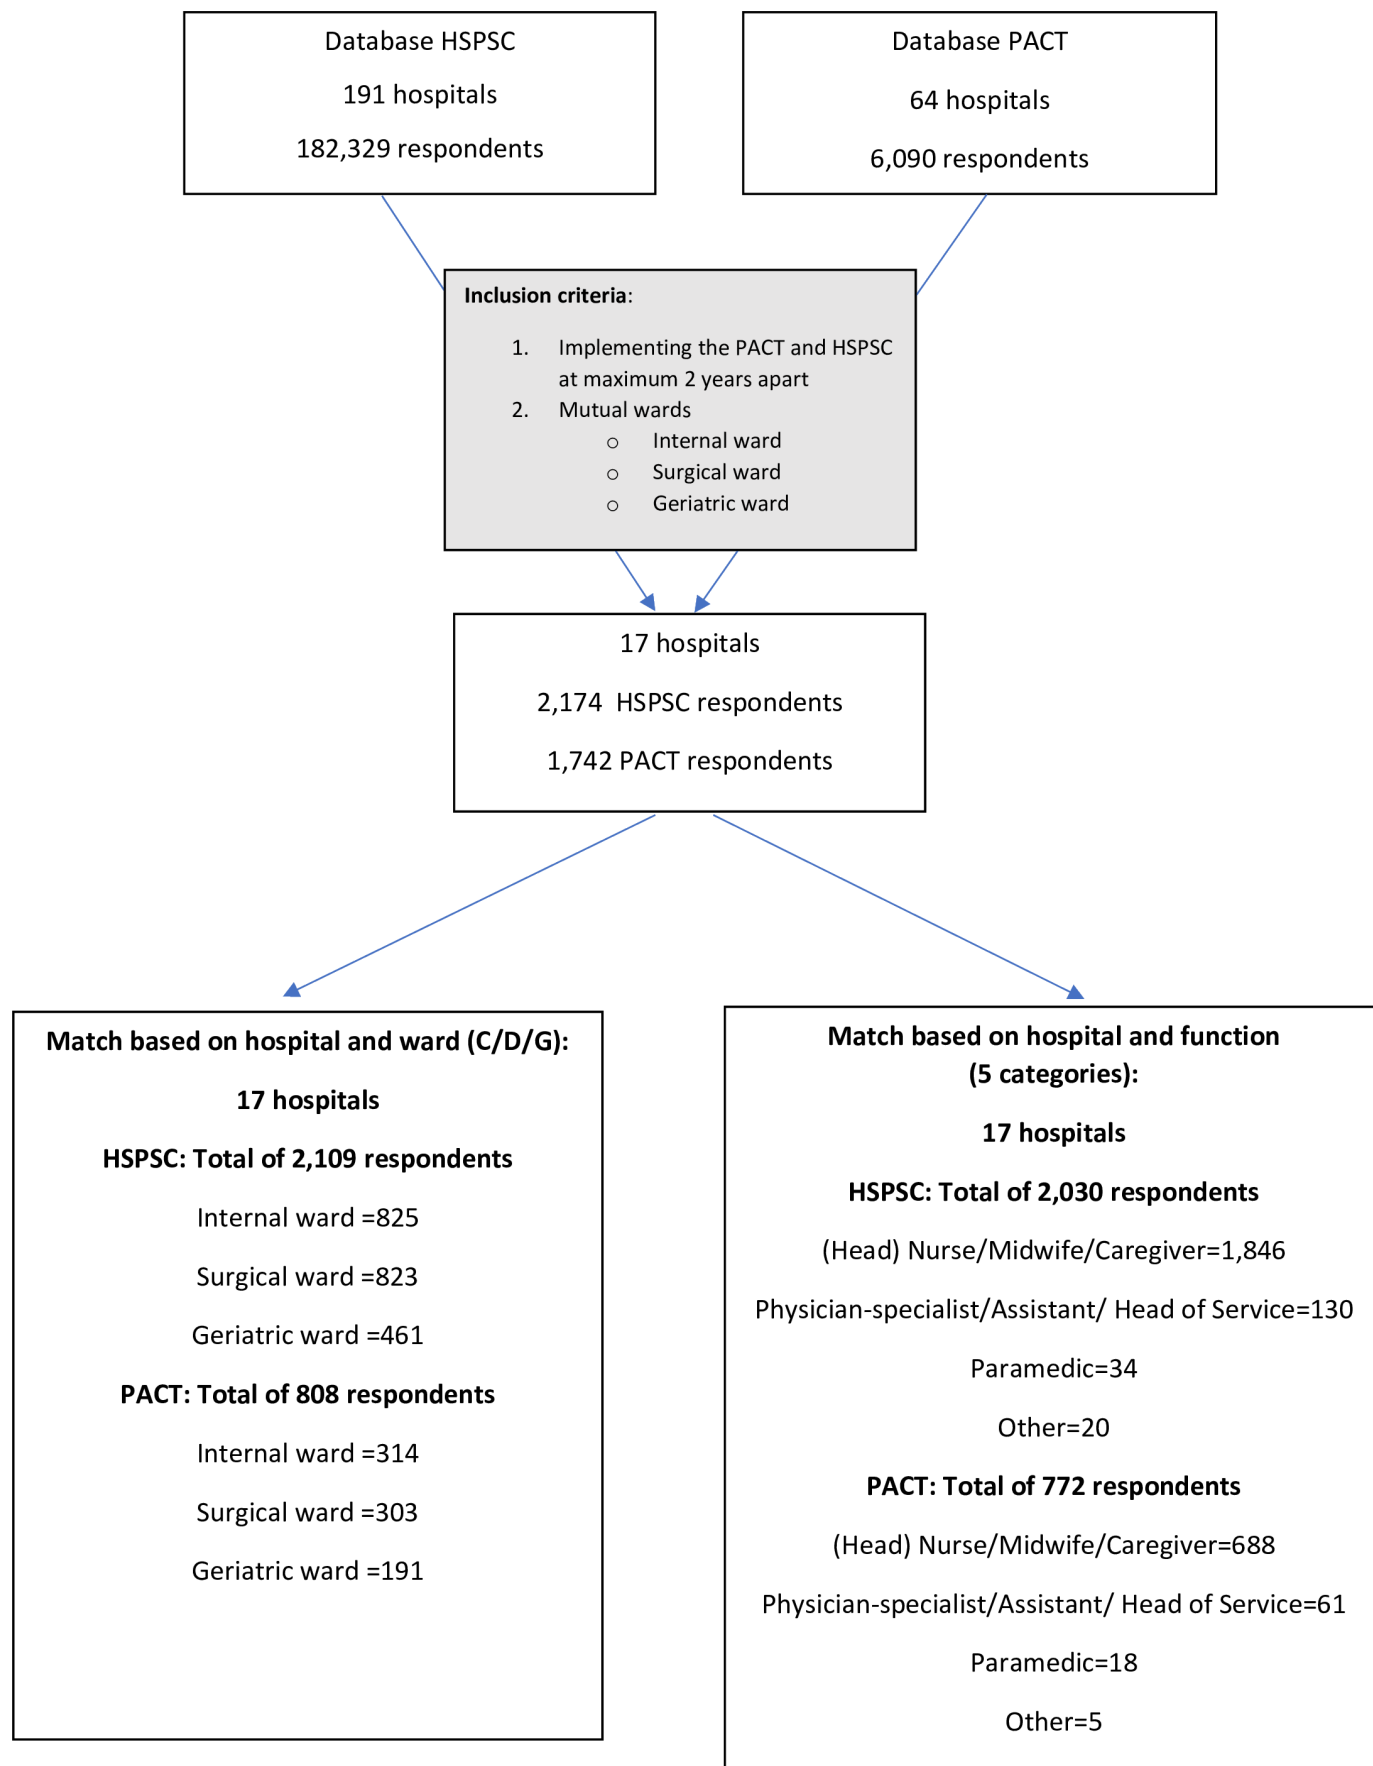 Database HSPSC
191 hospitals
182,329 respondents
Database PACT
64 hospitals
6,090 respondents
Inclusion criteria:
1. Implementing the PACT and HSPSC
at maximum 2 years apart
2. Mutual wards
o Internal ward
o Surgical ward
o Geriatric ward
17 hospitals
2,174 HSPSC respondents
1,742 PACT respondents
Match based on hospital and ward (C/D/G):
17 hospitals
HSPSC: Total of 2,109 respondents
Internal ward =825
Surgical ward =823
Geriatric ward =461
PACT: Total of 808 respondents
Internal ward =314
Surgical ward =303
Geriatric ward =191
Match based on hospital and function
(5 categories):
17 hospitals
HSPSC: Total of 2,030 respondents
(Head) Nurse/Midwife/Caregiver=1,846
Physician-specialist/Assistant/ Head of Service=130
Paramedic=34
Other=20
PACT: Total of 772 respondents
(Head) Nurse/Midwife/Caregiver=688
Physician-specialist/Assistant/ Head of Service=61
Paramedic=18
Other=5